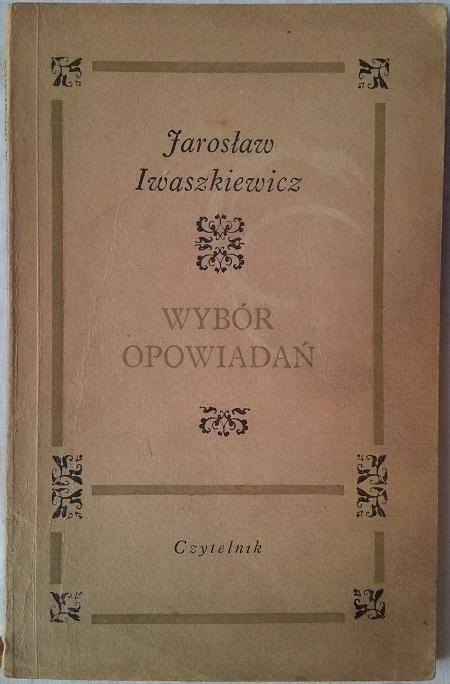 Jarosław
Iwaszkiewicz
WYBÓR
OPOWIADAŃ
Czytelnik